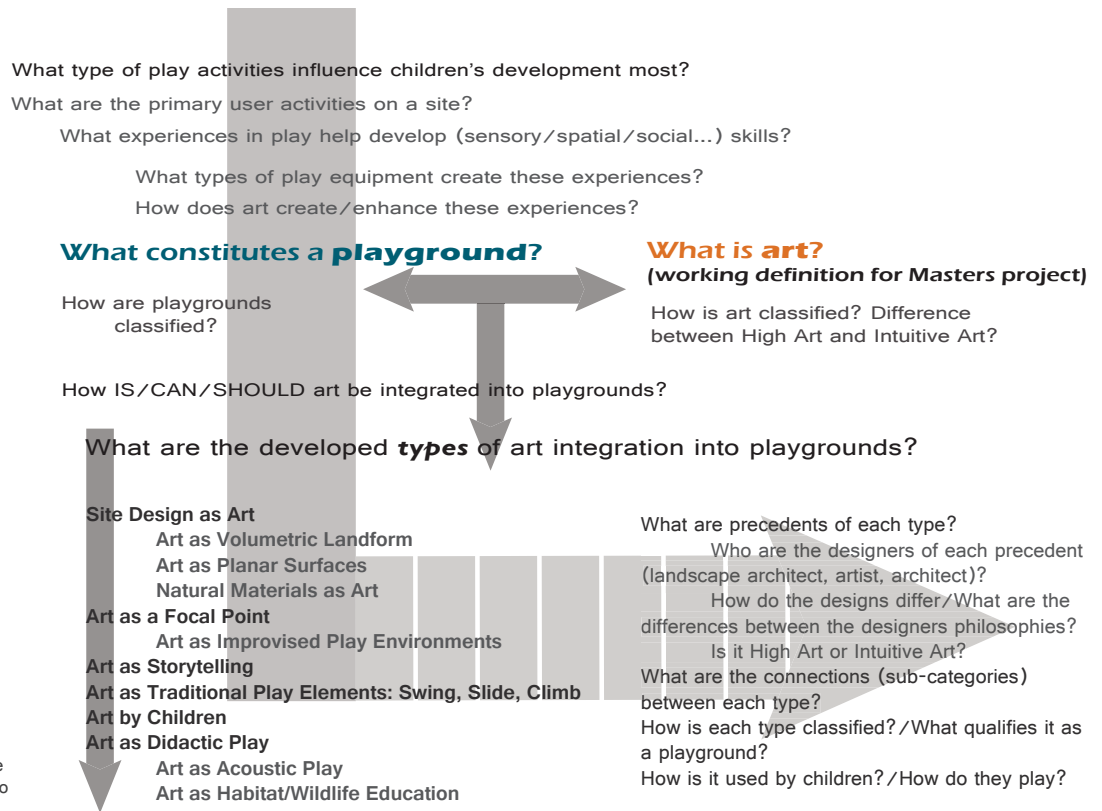 What type of play activities influence children's development most?
What are the primary user activities on a site?
What experiences in play help develop (sensory/spatial/social...) skills?
What types of play equipment create these experiences?
How does art create/enhance these experiences?
What constitutes a playground?
How are playgrounds
classified?
What is art?
(working definition for Masters project)
How is art classified? Difference
between High Art and Intuitive Art?
How IS/CAN/SHOULD art be integrated into playgrounds?
What are the developed types of art integration into playgrounds?
Site Design as Art
Art as Volumetric Landform
Art as Planar Surfaces
Natural Materials as Art
Art as a Focal Point
Art as Improvised Play Environments
Art as Storytelling
Art as Traditional Play Elements: Swing, Slide, Climb
Art by Children
Art as Didactic Play
Art as Acoustic Play
Art as Habitat/Wildlife Education
What are precedents of each type?
Who are the designers of each precedent
(landscape architect, artist, architect)?
How do the designs differ/What are the
differences between the designers philosophies?
Is it High Art or Intuitive Art?
What are the connections (sub-categories)
between each type?
How is each type classified?/What qualifies it as
a playground?
How is it used by children?/How do they play?